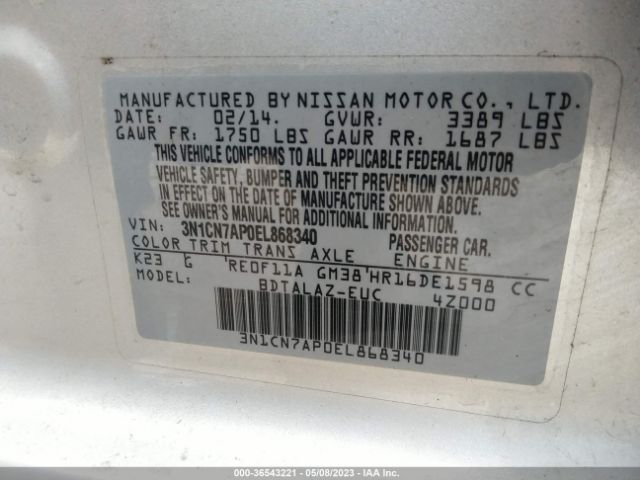 MANUFACTURED BY NISSAN MOTOR CO., LTD.
DATE: 02/14. GVWR: 3389 LBS
GAWR FR: 1750 LBS GAWR RR: 1687 LBS
THIS VEHICLE CONFORMS TO ALL APPLICABLE FEDERAL MOTOR
VEHICLE SAFETY, BUMPER AND THEFT PREVENTION STANDARDS
IN EFFECT ON THE DATE OF MANUFACTURE SHOWN ABOVE.
SEE OWNER'S MANUAL FOR ADDITIONAL INFORMATION.
VIN: 3N1CN7AP0EL868340 PASSENGER CAR.
COLOR TRIM TRANS AXLE ENGINE
K23 G RE0F11A GM38 HR16DE1598 CC
BDTALAZ-EUC 4Z000
3N1CN7AP0EL868340
000-36543221 - 05/08/2023 - IAA Inc.